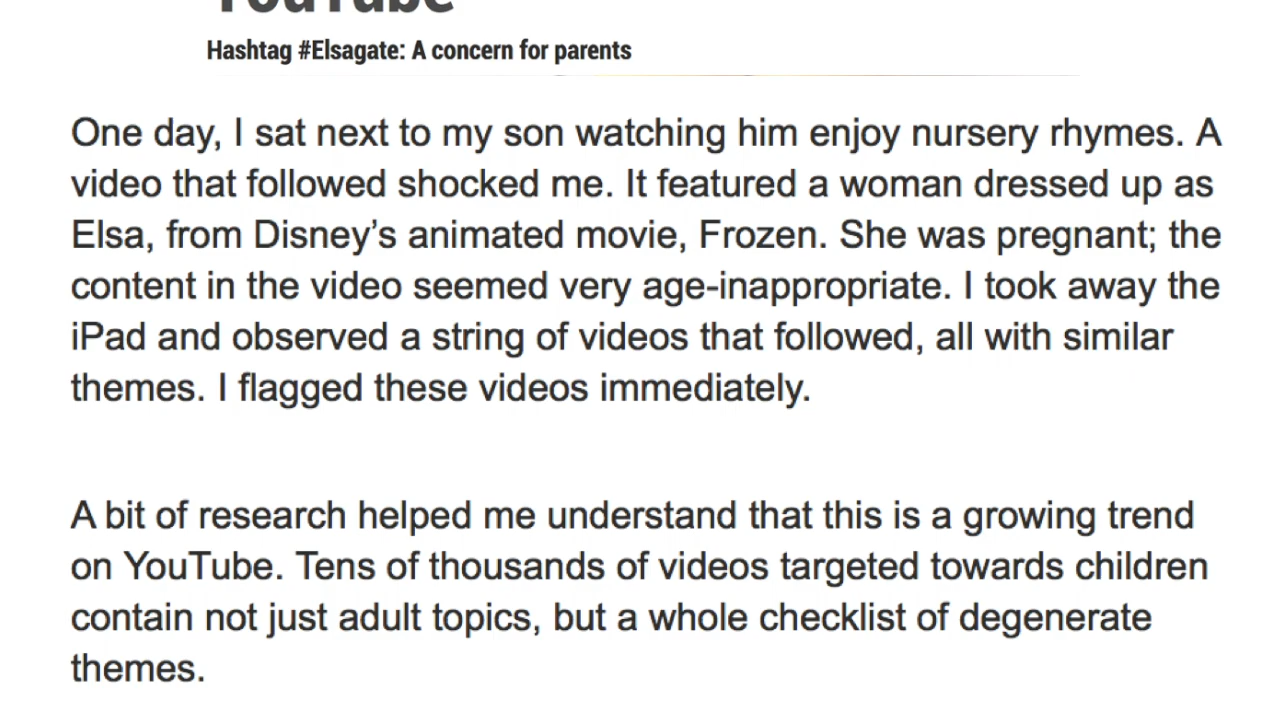 YouTube
Hashtag #Elsagate: A concern for parents
One day, I sat next to my son watching him enjoy nursery rhymes. A
video that followed shocked me. It featured a woman dressed up as
Elsa, from Disney’s animated movie, Frozen. She was pregnant; the
content in the video seemed very age-inappropriate. I took away the
iPad and observed a string of videos that followed, all with similar
themes. I flagged these videos immediately.
A bit of research helped me understand that this is a growing trend
on YouTube. Tens of thousands of videos targeted towards children
contain not just adult topics, but a whole checklist of degenerate
themes.